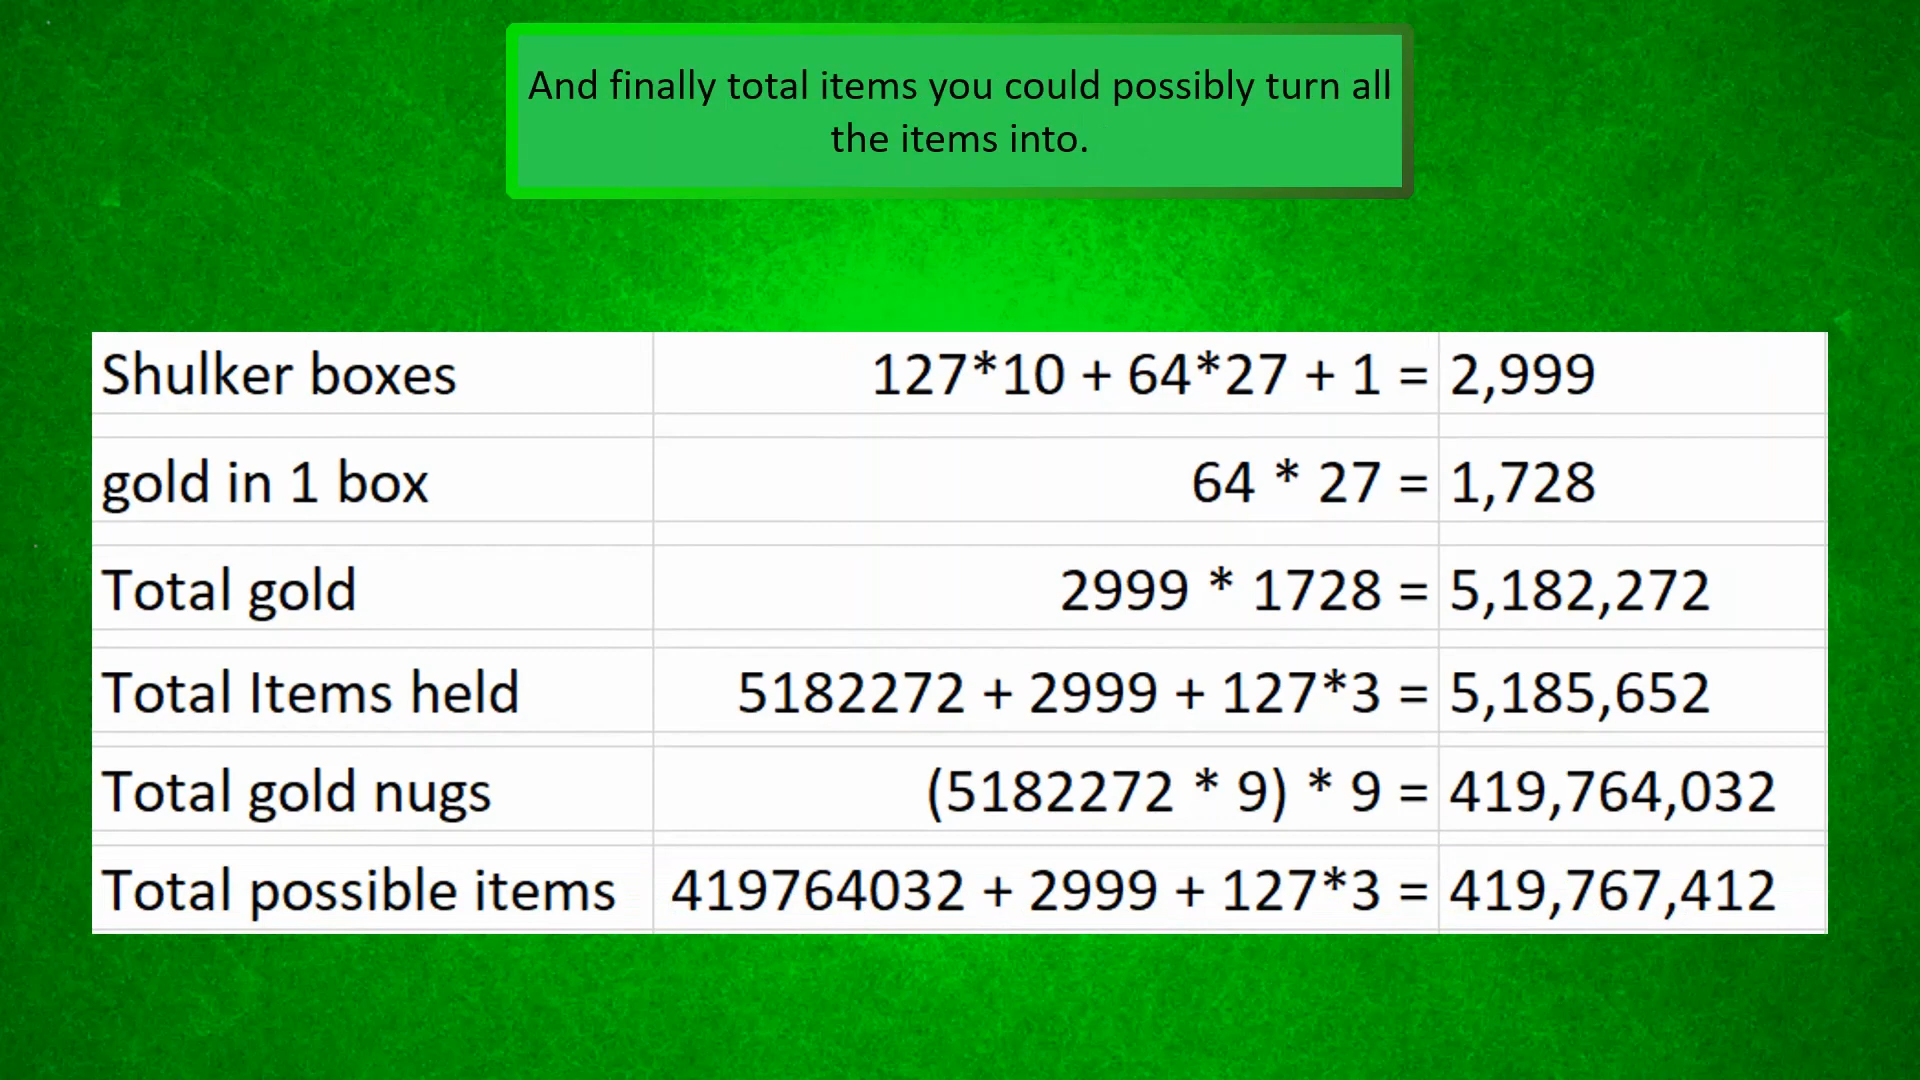 And finally total items you could possibly turn all
the items into.
Shulker boxes 127*10 + 64*27 + 1 = 2,999
gold in 1 box 64 * 27 = 1,728
Total gold 2999 * 1728 = 5,182,272
Total Items held 5182272 + 2999 + 127*3 = 5,185,652
Total gold nugs (5182272 * 9) * 9 = 419,764,032
Total possible items 419764032 + 2999 + 127*3 = 419,767,412